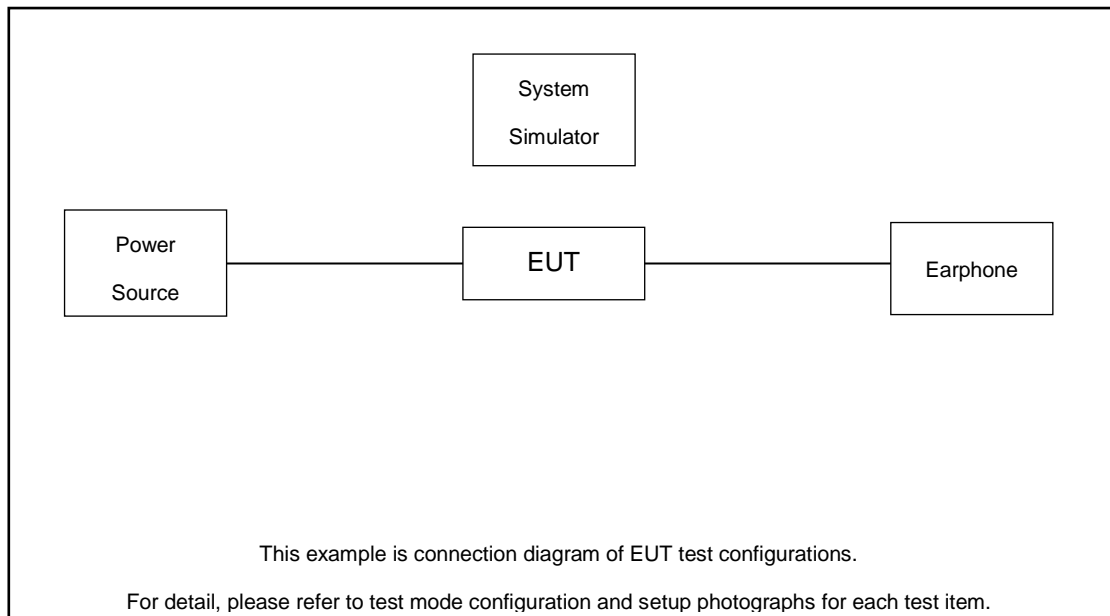 System
Simulator
Power
Source
EUT
Earphone
This example is connection diagram of EUT test configurations.
For detail, please refer to test mode configuration and setup photographs for each test item.